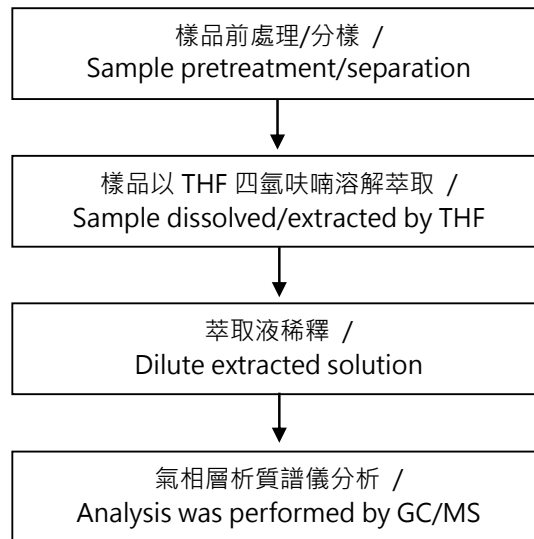 樣品前處理/分樣 /
Sample pretreatment/separation
樣品以 THF 四氫呋喃溶解萃取 /
Sample dissolved/extracted by THF
萃取液稀釋 /
Dilute extracted solution
氣相層析質譜儀分析 /
Analysis was performed by GC/MS